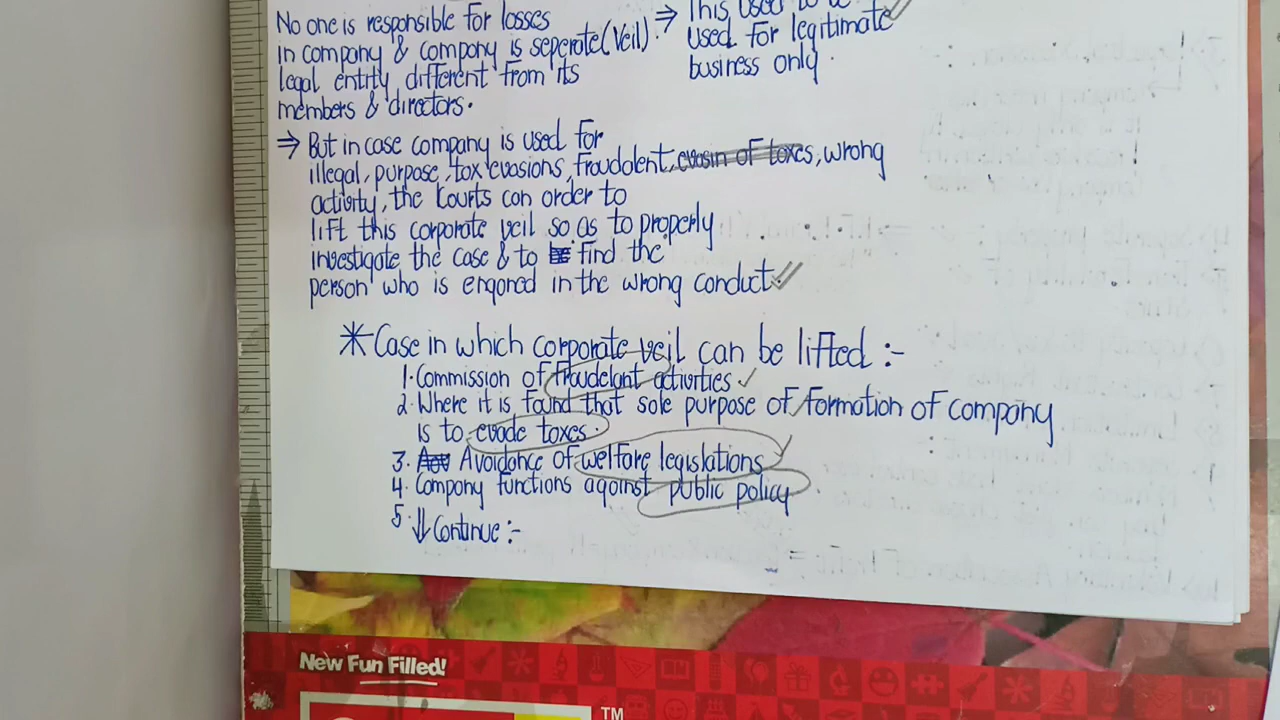 No one is responsible for losses
in company & company is seperate (Veil).
legal entity different from its
members & directors.
⇒ This used to be
used for legitimate
business only.
⇒ But in case company is used for
illegal, purpose, tax evasions, fraudolent, evasin of taxes, wrong
activity, the Courts can order to
lift this corporate veil so as to properly
investigate the case & to find the
person who is engored in the wrong conduct.
* Case in which corporate veil can be lifted :-
1. Commission of fraudelant activities
2. Where it is found that sole purpose of formation of company
is to evade taxes.
3. Avoidance of welfare legislations
4. Company functions against public policy
5. ⇓ Continue :-
New Fun Filled!
TM